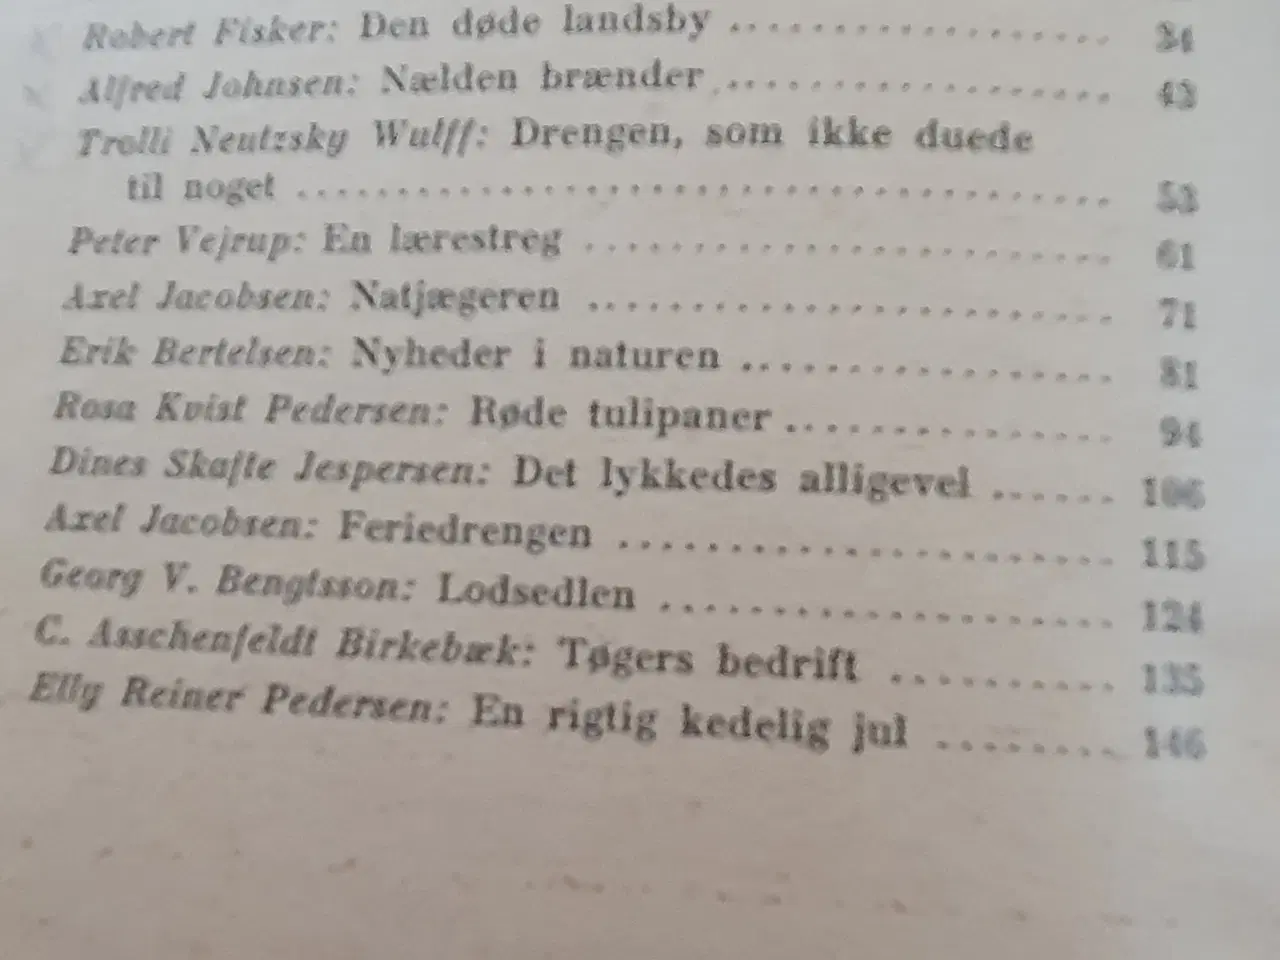 Robert Fisker: Den døde landsby .................... 34
Alfred Johnsen: Nælden brænder .................... 43
Trolli Neutzsky Wulff: Drengen, som ikke duede
til noget ........................................ 53
Peter Vejrup: En lærestreg ........................ 61
Axel Jacobsen: Natjægeren ........................ 71
Erik Bertelsen: Nyheder i naturen .................. 81
Rosa Kvist Pedersen: Røde tulipaner ................ 94
Dines Skafte Jespersen: Det lykkedes alligevel ...... 106
Axel Jacobsen: Feriedrengen ...................... 115
Georg V. Bengtsson: Lodsedlen .................... 124
C. Asschenfeldt Birkebæk: Tøgers bedrift .......... 135
Elly Reiner Pedersen: En rigtig kedelig jul ........ 146